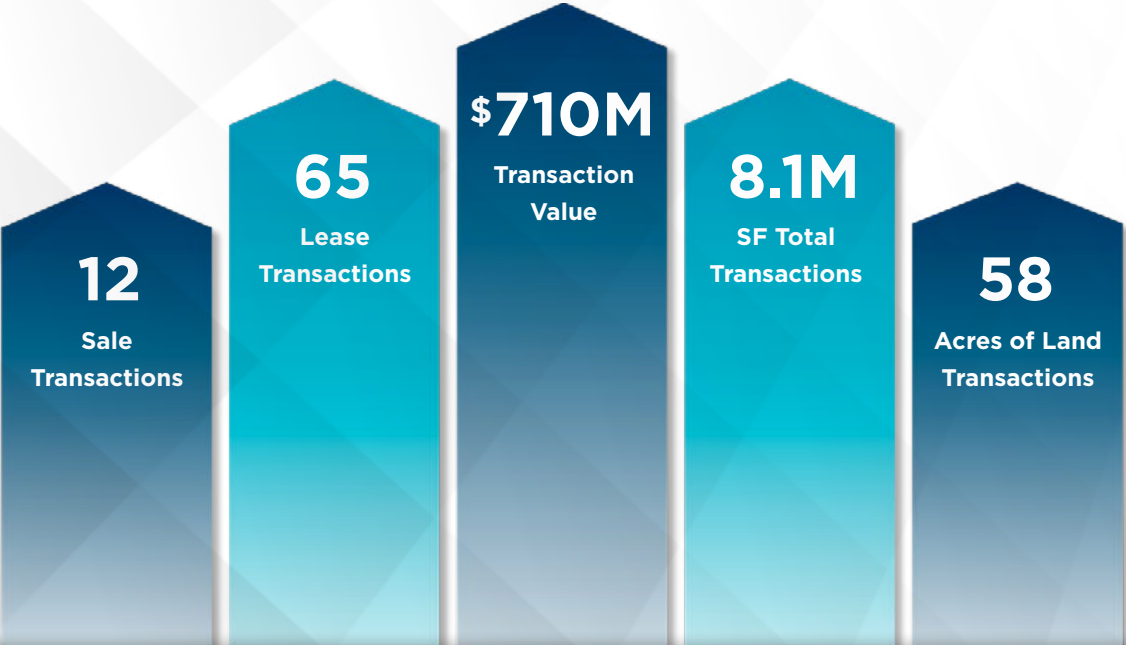 12
Sale
Transactions
65
Lease
Transactions
$710M
Transaction
Value
8.1M
SF Total
Transactions
58
Acres of Land
Transactions